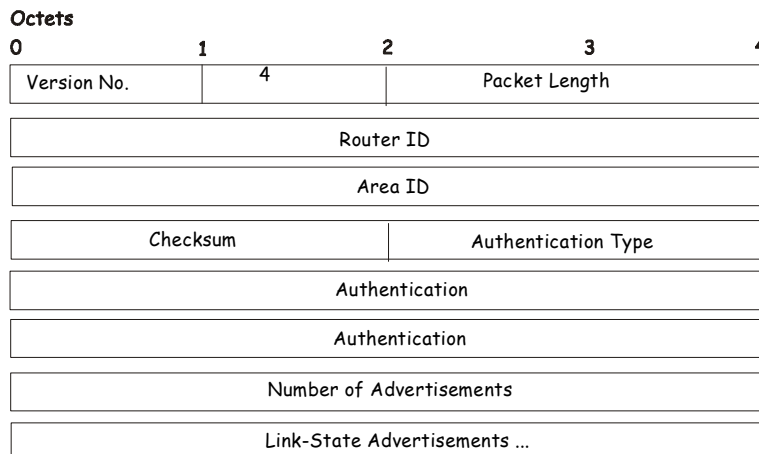 Octets
0 1 2 3 4
Version No. 4 Packet Length
Router ID
Area ID
Checksum Authentication Type
Authentication
Authentication
Number of Advertisements
Link-State Advertisements ...